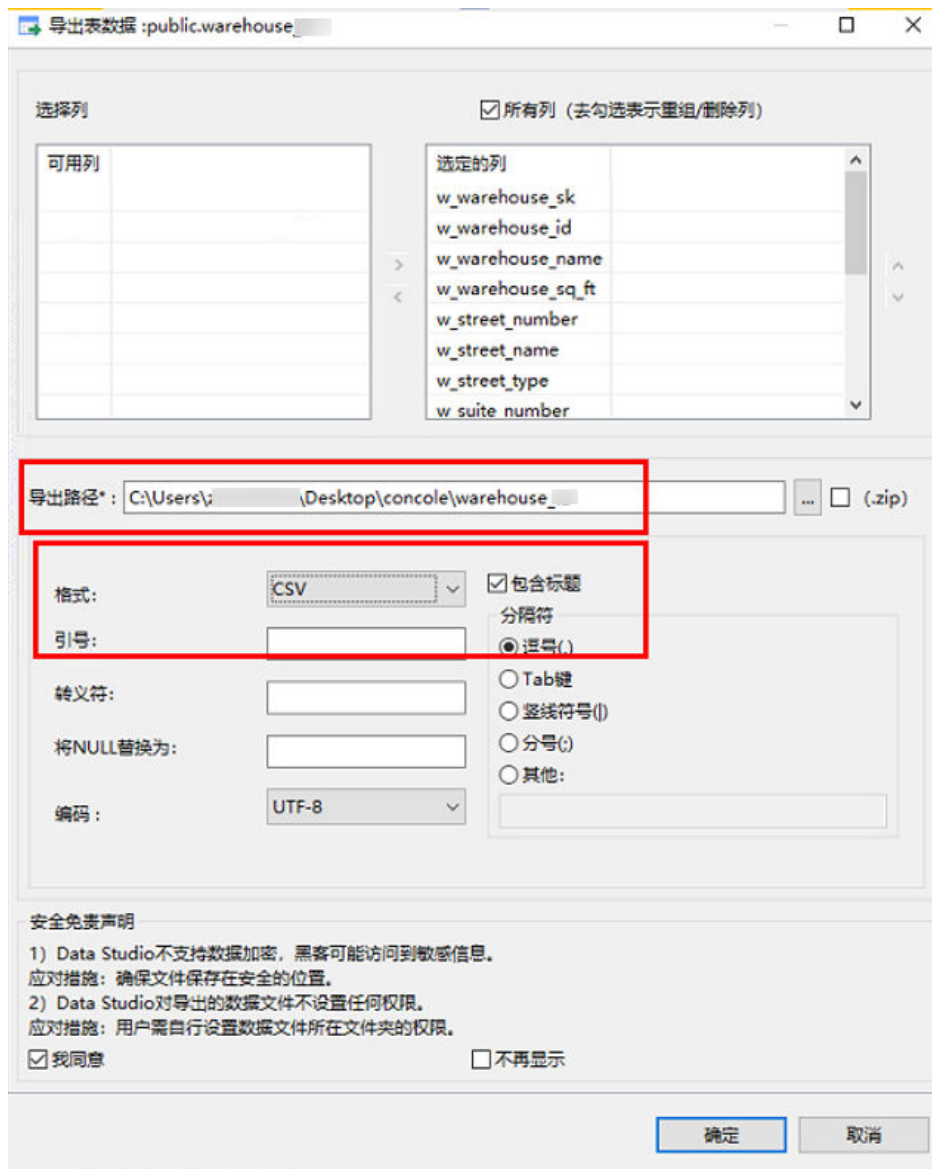 导出表数据 :public.warehouse_
选择列
所有列（去勾选表示重组/删除列）
可用列
选定的列
w_warehouse_sk
w_warehouse_id
w_warehouse_name
w_warehouse_sq_ft
w_street_number
w_street_name
w_street_type
w_suite_number
导出路径*： C:\Users\z \Desktop\concole\warehouse_ ... (.zip)
格式： CSV 包含标题
分隔符
引号： 逗号(,)
Tab键
转义符：
竖线符号(|)
将NULL替换为： 分号(;)
其他：
编码： UTF-8
安全免责声明
1）Data Studio不支持数据加密，黑客可能访问到敏感信息。
应对措施：确保文件保存在安全的位置。
2）Data Studio对导出的数据文件不设置任何权限。
应对措施：用户需自行设置数据文件所在文件夹的权限。
我同意 不再显示
确定 取消